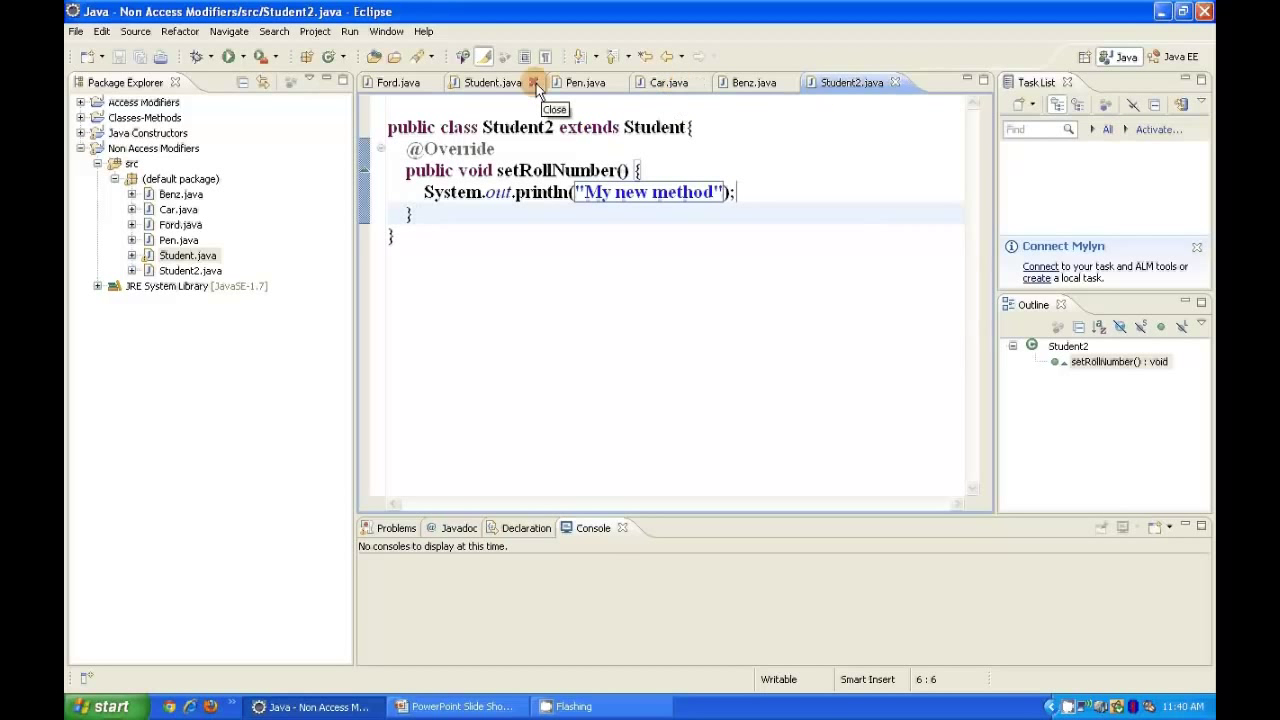 Java - Non Access Modifiers/src/Student2.java - Eclipse
File Edit Source Refactor Navigate Search Project Run Window Help
Java Java EE
Package Explorer
Access Modifiers
Classes-Methods
Java Constructors
Non Access Modifiers
src
(default package)
Benz.java
Car.java
Ford.java
Pen.java
Student.java
Student2.java
JRE System Library [JavaSE-1.7]
Ford.java Student.java Pen.java Car.java Benz.java Student2.java
Close
public class Student2 extends Student{
@Override
public void setRollNumber() {
System.out.println("My new method");
}
}
Task List
Find All Activate...
Connect Mylyn
Connect to your task and ALM tools or
create a local task.
Outline
Student2
setRollNumber() : void
Problems Javadoc Declaration Console
No consoles to display at this time.
Writable Smart Insert 6 : 6
start Java - Non Access M... PowerPoint Slide Sho... Flashing 11:40 AM